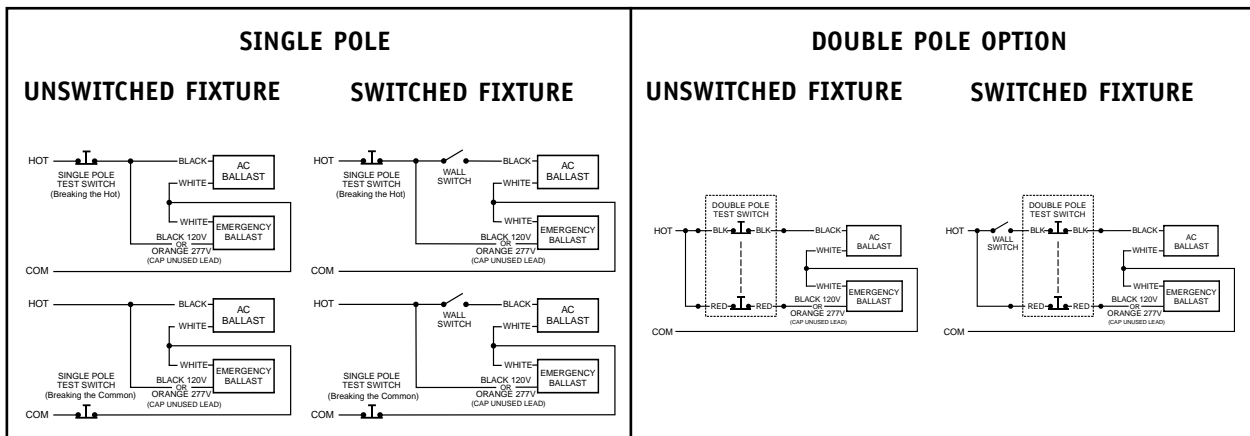 SINGLE POLE
UNSWITCHED FIXTURE
HOT
SINGLE POLE
TEST SWITCH
(Breaking the Hot)
BLACK
AC
BALLAST
WHITE
WHITE
EMERGENCY
BALLAST
BLACK 120V
OR
ORANGE 277V
(CAP UNUSED LEAD)
COM
HOT
BLACK
AC
BALLAST
WHITE
WHITE
EMERGENCY
BALLAST
SINGLE POLE
TEST SWITCH
(Breaking the Common)
BLACK 120V
OR
ORANGE 277V
(CAP UNUSED LEAD)
COM
SWITCHED FIXTURE
HOT
SINGLE POLE
TEST SWITCH
(Breaking the Hot)
WALL
SWITCH
BLACK
AC
BALLAST
WHITE
WHITE
EMERGENCY
BALLAST
BLACK 120V
OR
ORANGE 277V
(CAP UNUSED LEAD)
COM
HOT
WALL
SWITCH
BLACK
AC
BALLAST
WHITE
WHITE
EMERGENCY
BALLAST
SINGLE POLE
TEST SWITCH
(Breaking the Common)
BLACK 120V
OR
ORANGE 277V
(CAP UNUSED LEAD)
COM
DOUBLE POLE OPTION
UNSWITCHED FIXTURE
DOUBLE POLE
TEST SWITCH
HOT
BLK
BLK
BLACK
AC
BALLAST
WHITE
WHITE
EMERGENCY
BALLAST
RED
RED
BLACK 120V
OR
ORANGE 277V
(CAP UNUSED LEAD)
COM
SWITCHED FIXTURE
DOUBLE POLE
TEST SWITCH
HOT
WALL
SWITCH
BLK
BLK
BLACK
AC
BALLAST
WHITE
WHITE
EMERGENCY
BALLAST
RED
RED
BLACK 120V
OR
ORANGE 277V
(CAP UNUSED LEAD)
COM